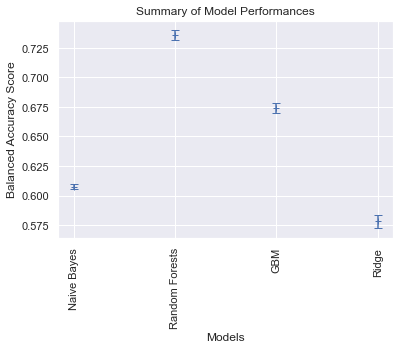 Summary of Model Performances
Balanced Accuracy Score
0.725
0.700
0.675
0.650
0.625
0.600
0.575
Naive Bayes
Random Forests
GBM
Ridge
Models